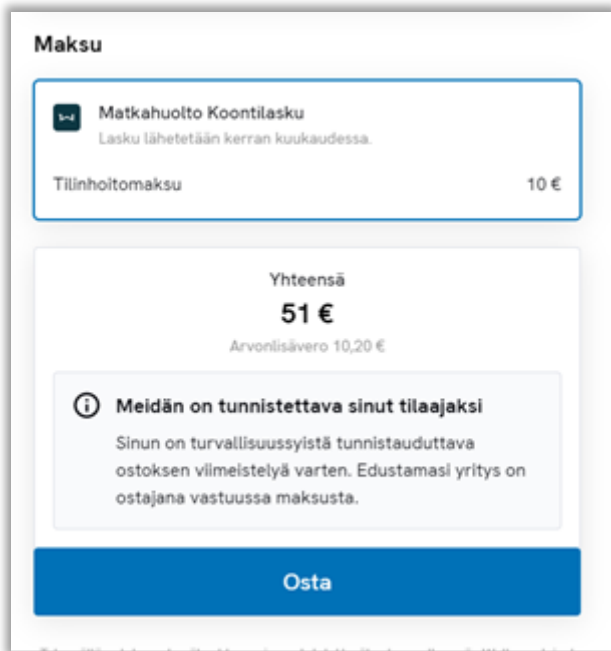 Maksu
Matkahuolto Koontilasku
Lasku lähetetään kerran kuukaudessa.
Tilinhoitomaksu 10 €
Yhteensä
51 €
Arvonlisävero 10,20 €
Meidän on tunnistettava sinut tilaajaksi
Sinun on turvallisuussyistä tunnistauduttava
ostoksen viimeistelyä varten. Edustamasi yritys on
ostajana vastuussa maksusta.
Osta